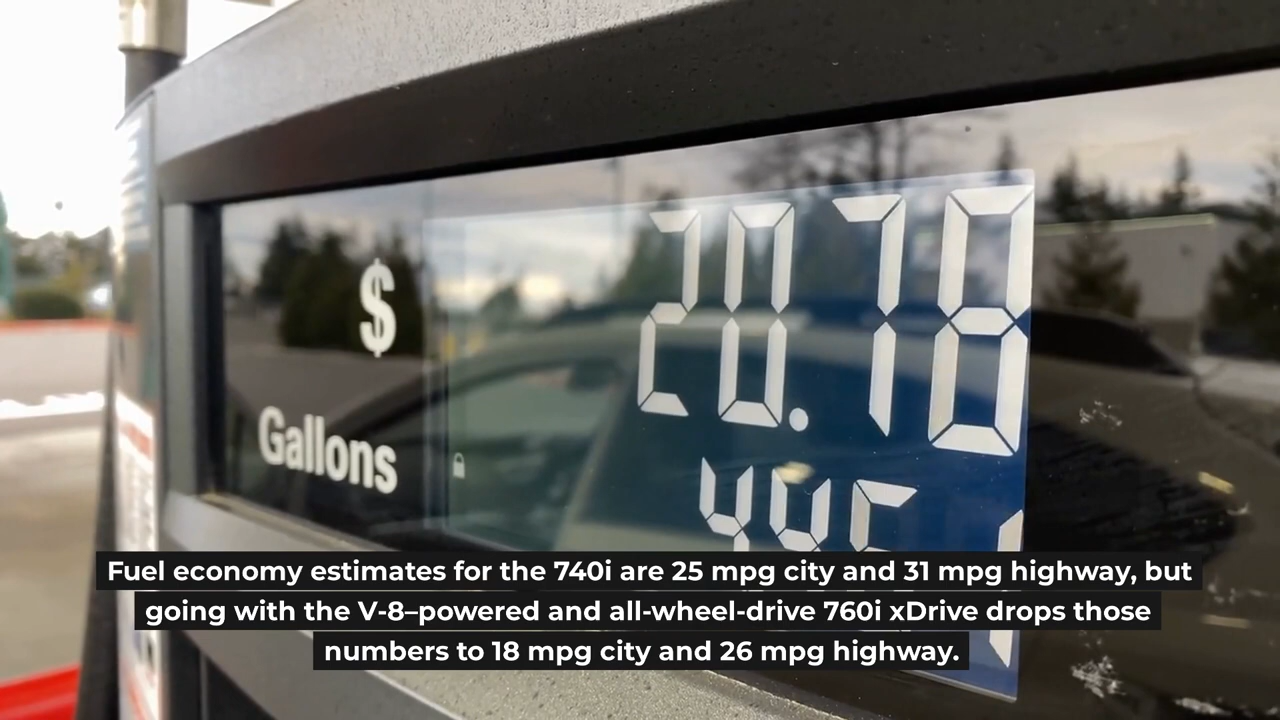 $ 20.78
Gallons
Fuel economy estimates for the 740i are 25 mpg city and 31 mpg highway, but
going with the V-8–powered and all-wheel-drive 760i xDrive drops those
numbers to 18 mpg city and 26 mpg highway.